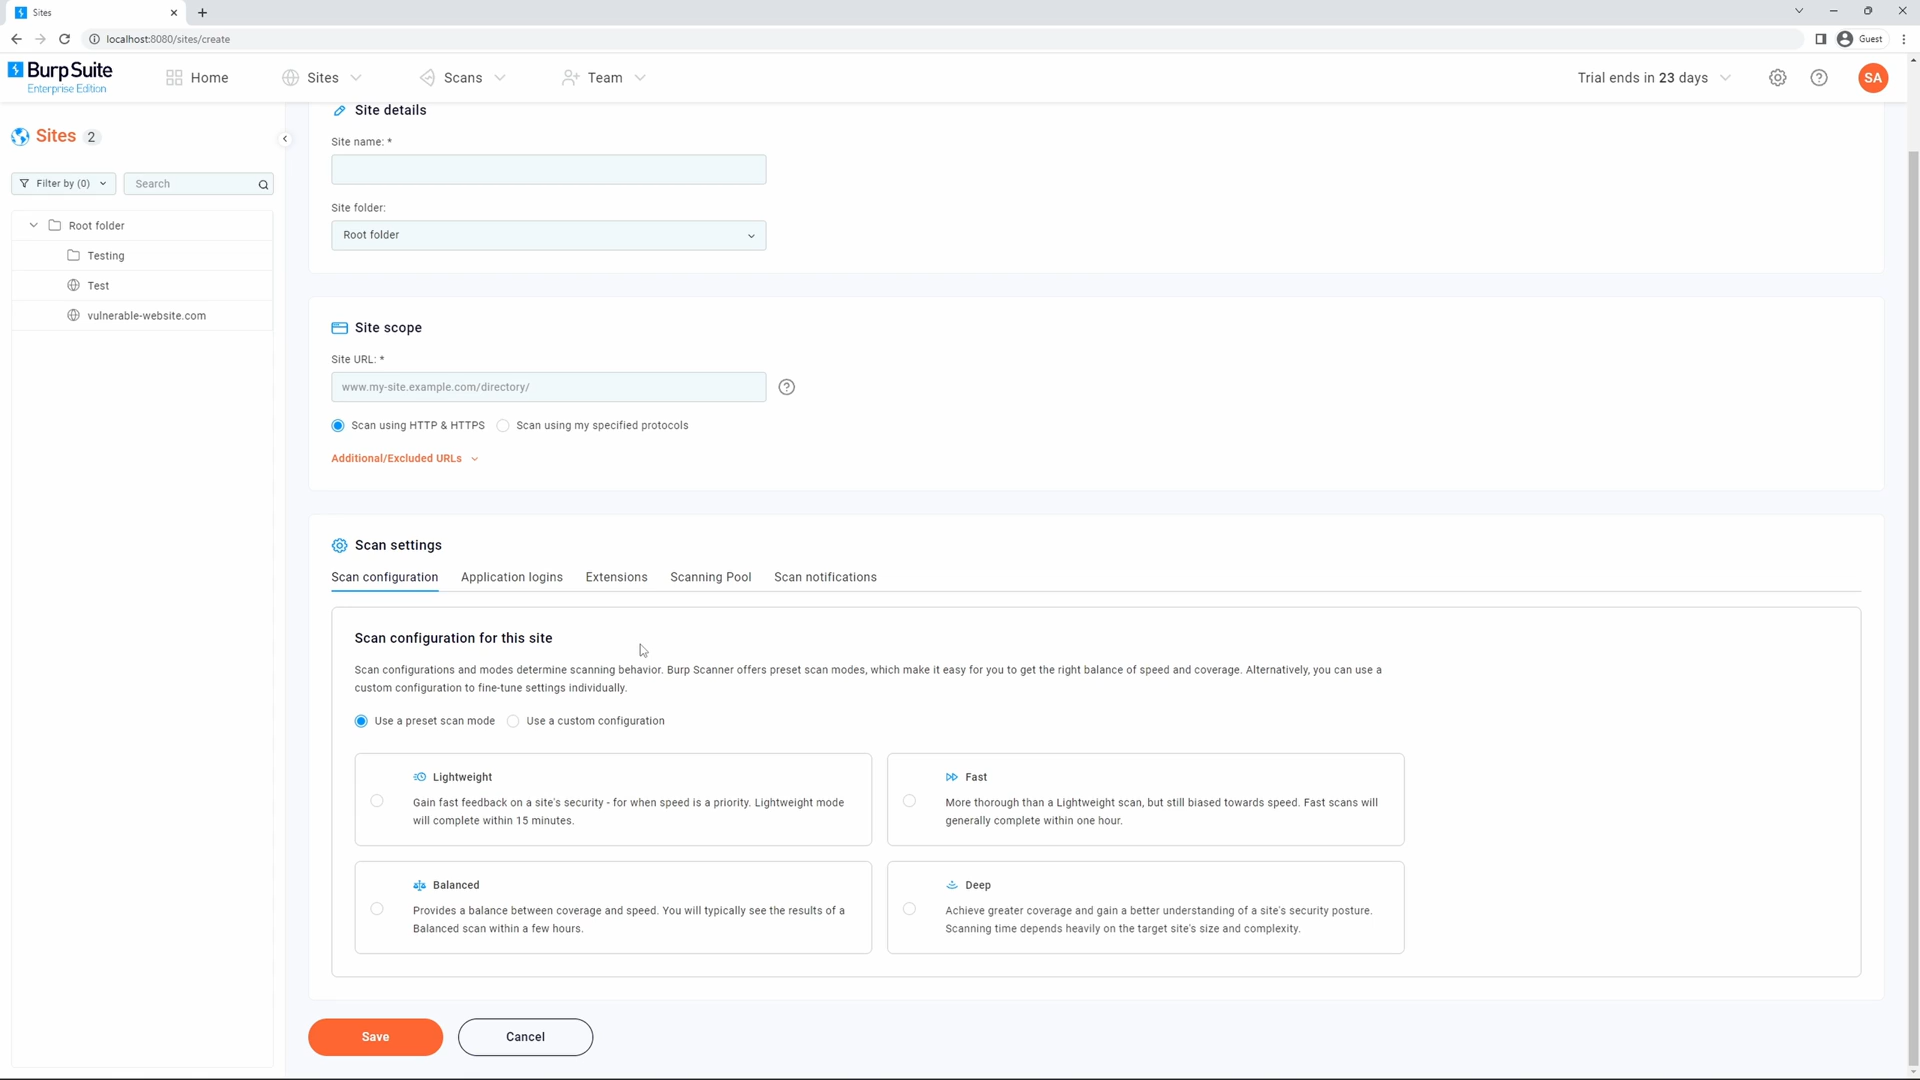 Sites
localhost:8080/sites/create
Guest
BurpSuite
Enterprise Edition
Home
Sites
Scans
Team
Trial ends in 23 days
SA
Sites 2
Filter by (0)
Search
Root folder
Testing
Test
vulnerable-website.com
Site details
Site name: *
Site folder:
Root folder
Site scope
Site URL: *
www.my-site.example.com/directory/
Scan using HTTP & HTTPS
Scan using my specified protocols
Additional/Excluded URLs
Scan settings
Scan configuration
Application logins
Extensions
Scanning Pool
Scan notifications
Scan configuration for this site
Scan configurations and modes determine scanning behavior. Burp Scanner offers preset scan modes, which make it easy for you to get the right balance of speed and coverage. Alternatively, you can use a
custom configuration to fine-tune settings individually.
Use a preset scan mode
Use a custom configuration
Lightweight
Gain fast feedback on a site's security - for when speed is a priority. Lightweight mode
will complete within 15 minutes.
Fast
More thorough than a Lightweight scan, but still biased towards speed. Fast scans will
generally complete within one hour.
Balanced
Provides a balance between coverage and speed. You will typically see the results of a
Balanced scan within a few hours.
Deep
Achieve greater coverage and gain a better understanding of a site's security posture.
Scanning time depends heavily on the target site's size and complexity.
Save
Cancel